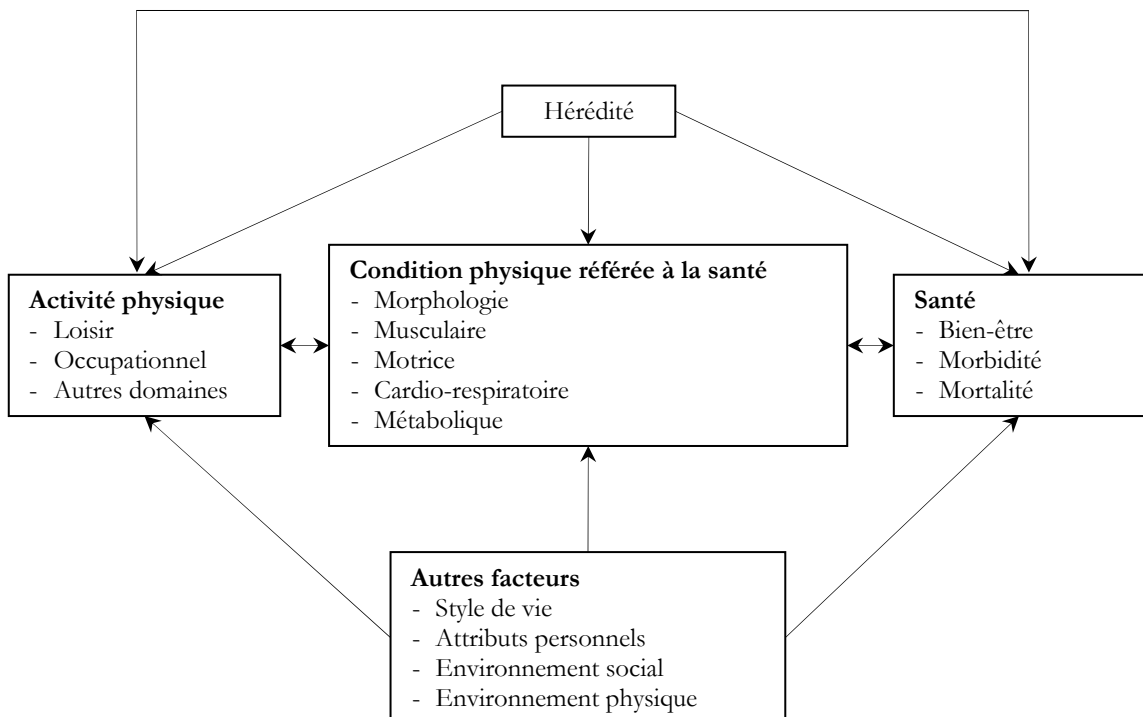 Hérédité
Activité physique
- Loisir
- Occupationnel
- Autres domaines
Condition physique référée à la santé
- Morphologie
- Musculaire
- Motrice
- Cardio-respiratoire
- Métabolique
Santé
- Bien-être
- Morbidité
- Mortalité
Autres facteurs
- Style de vie
- Attributs personnels
- Environnement social
- Environnement physique